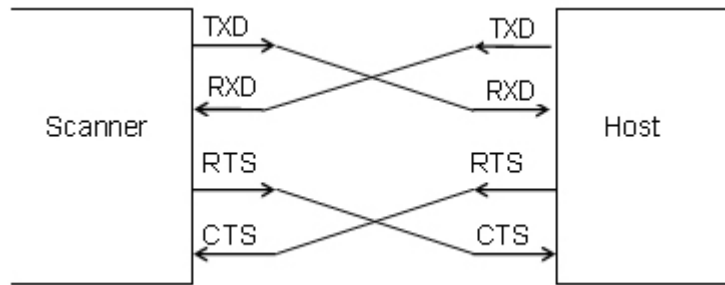 TXD TXD
RXD RXD
Scanner Host
RTS RTS
CTS CTS